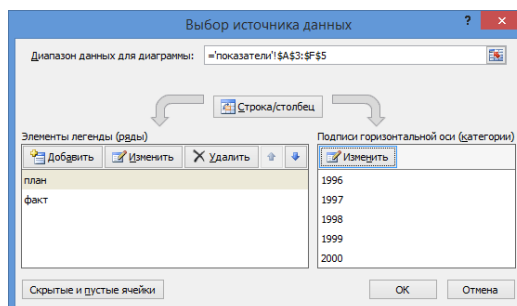 Выбор источника данных ? ×
Диапазон данных для диаграммы: ='показатели'!$A$3:$F$5
Строка/столбец
Элементы легенды (ряды)
Добавить Изменить Удалить
план
факт
Подписи горизонтальной оси (категории)
Изменить
1996
1997
1998
1999
2000
Скрытые и пустые ячейки
ОК Отмена